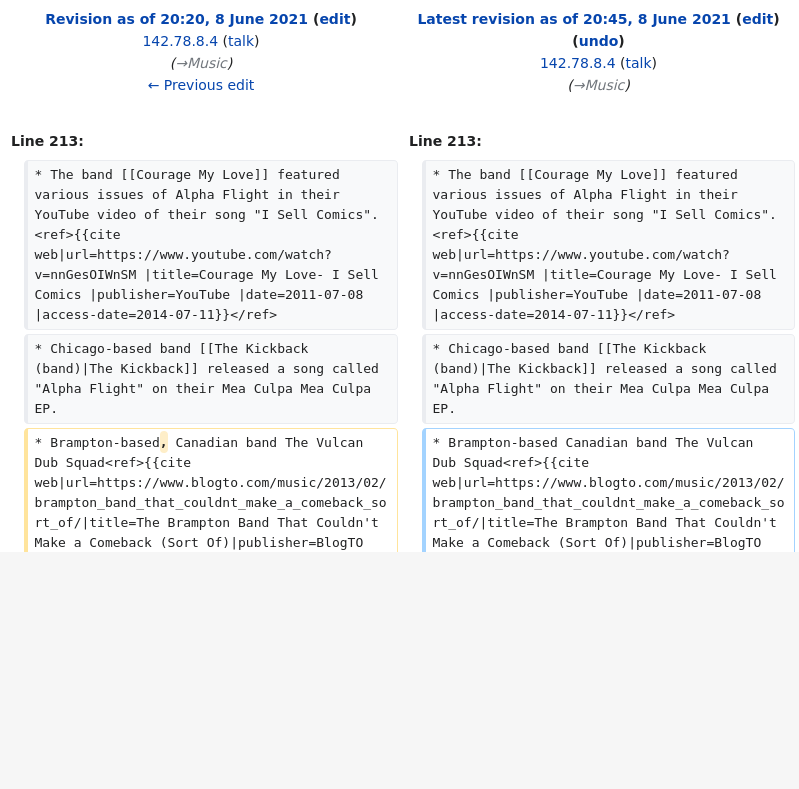 Revision as of 20:20, 8 June 2021 (edit)
142.78.8.4 (talk)
(→Music)
← Previous edit
Latest revision as of 20:45, 8 June 2021 (edit)
(undo)
142.78.8.4 (talk)
(→Music)
Line 213:
* The band [[Courage My Love]] featured
various issues of Alpha Flight in their
YouTube video of their song "I Sell Comics".
<ref>{{cite
web|url=https://www.youtube.com/watch?
v=nnGesOIWnSM |title=Courage My Love- I Sell
Comics |publisher=YouTube |date=2011-07-08
|access-date=2014-07-11}}</ref>
* Chicago-based band [[The Kickback
(band)|The Kickback]] released a song called
"Alpha Flight" on their Mea Culpa Mea Culpa
EP.
* Brampton-based, Canadian band The Vulcan
Dub Squad<ref>{{cite
web|url=https://www.blogto.com/music/2013/02/
brampton_band_that_couldnt_make_a_comeback_so
rt_of/|title=The Brampton Band That Couldn't
Make a Comeback (Sort Of)|publisher=BlogTO
Line 213:
* The band [[Courage My Love]] featured
various issues of Alpha Flight in their
YouTube video of their song "I Sell Comics".
<ref>{{cite
web|url=https://www.youtube.com/watch?
v=nnGesOIWnSM |title=Courage My Love- I Sell
Comics |publisher=YouTube |date=2011-07-08
|access-date=2014-07-11}}</ref>
* Chicago-based band [[The Kickback
(band)|The Kickback]] released a song called
"Alpha Flight" on their Mea Culpa Mea Culpa
EP.
* Brampton-based Canadian band The Vulcan
Dub Squad<ref>{{cite
web|url=https://www.blogto.com/music/2013/02/
brampton_band_that_couldnt_make_a_comeback_so
rt_of/|title=The Brampton Band That Couldn't
Make a Comeback (Sort Of)|publisher=BlogTO